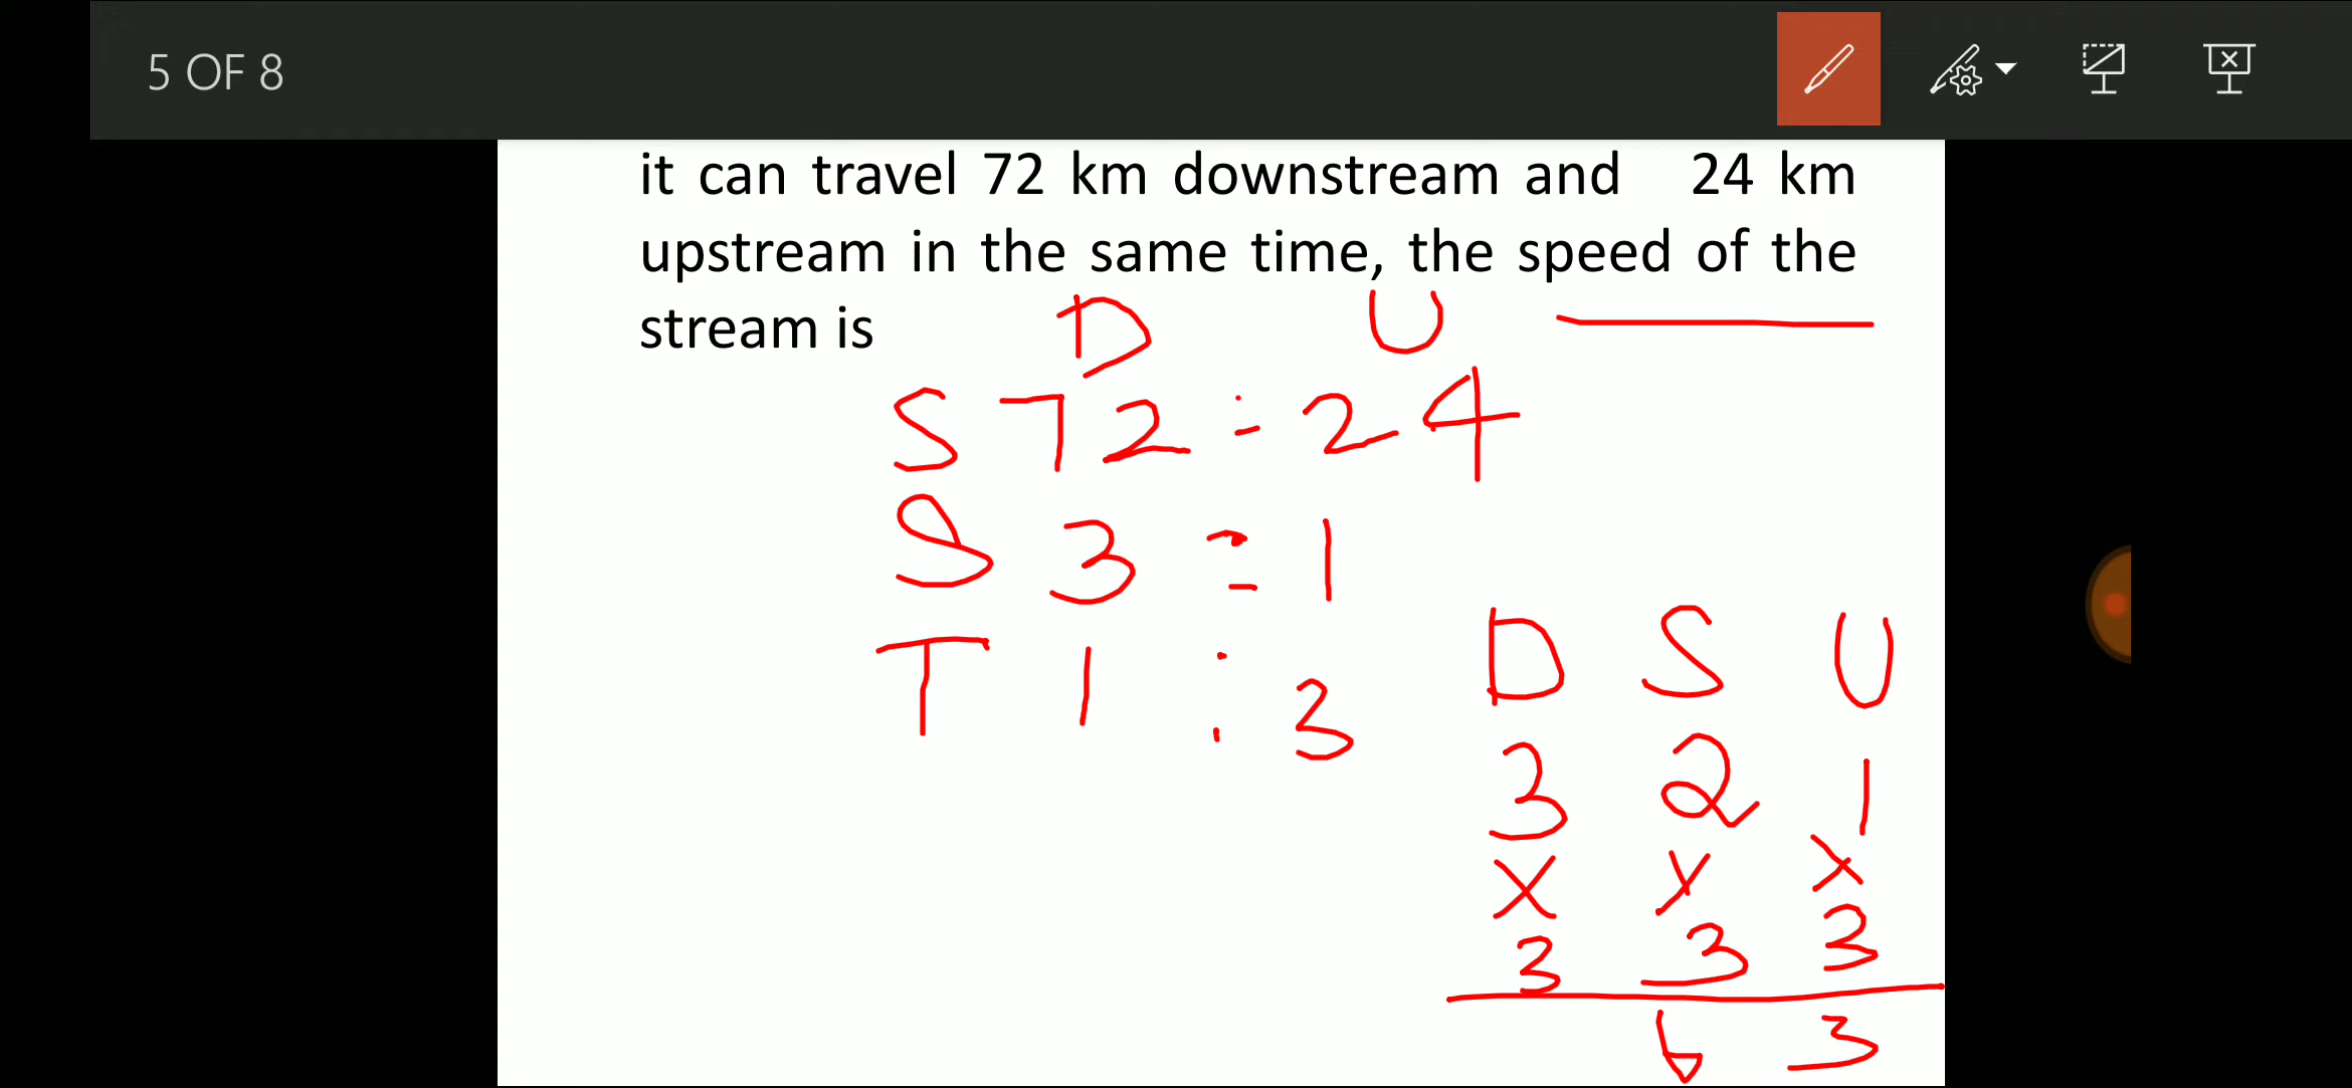 5 OF 8
it can travel 72 km downstream and 24 km
upstream in the same time, the speed of the
stream is
D U
S 72 : 24
S 3 : 1
T 1 : 3
D S U
3 2 1
x x x
3 3 3
6 3